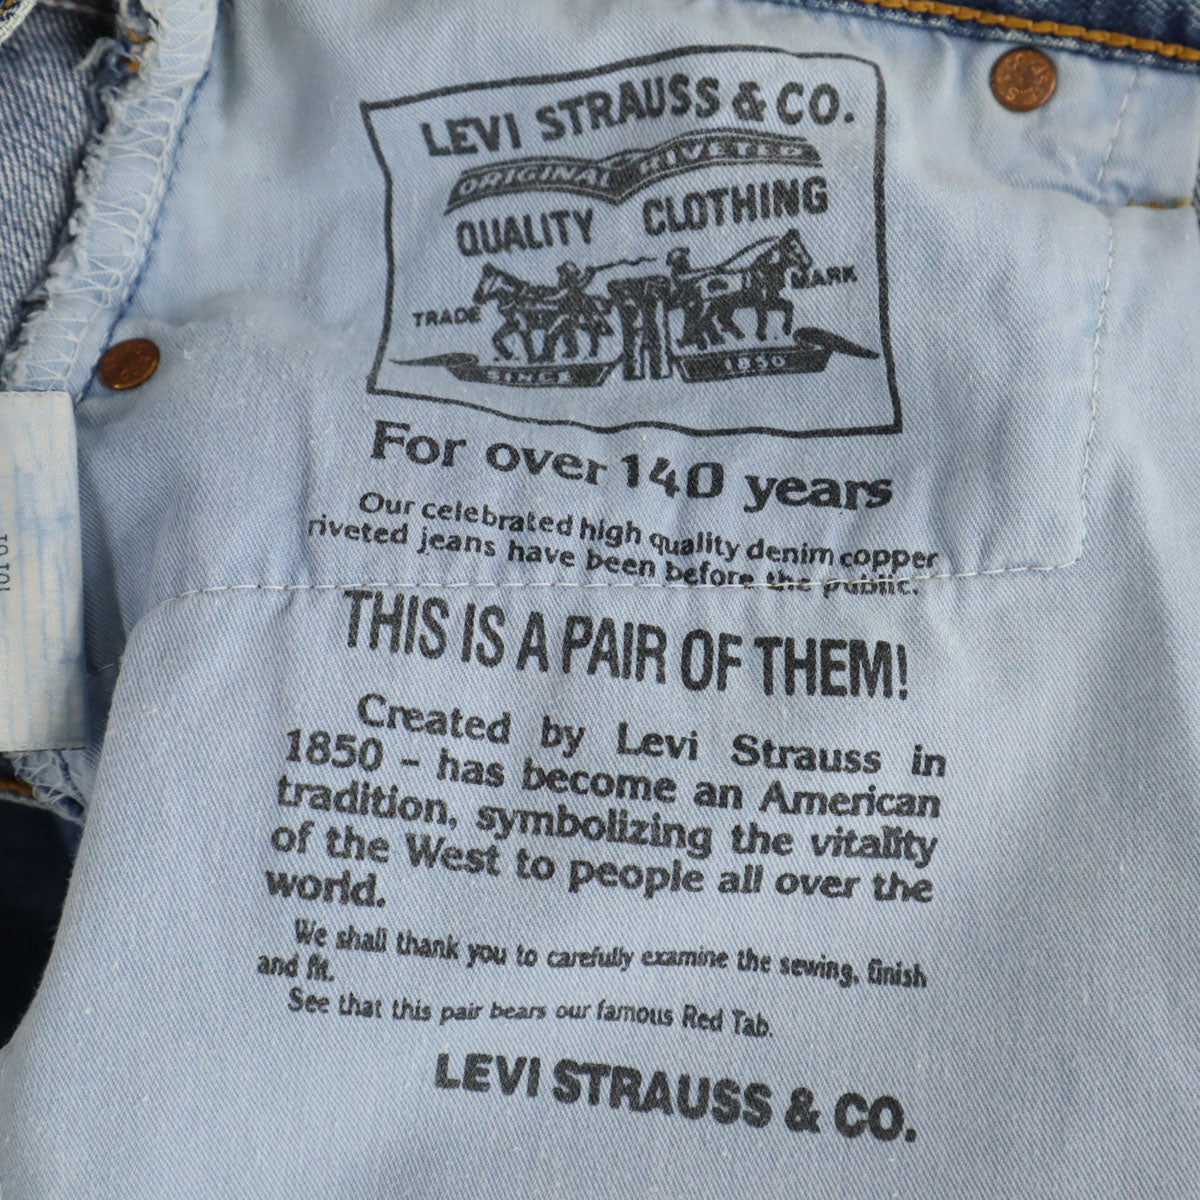 LEVI STRAUSS & CO.
ORIGINAL RIVETED
QUALITY CLOTHING
TRADE MARK
SINCE 1850
For over 140 years
Our celebrated high quality denim copper
riveted jeans have been before the public.
THIS IS A PAIR OF THEM!
Created by Levi Strauss in
1850 - has become an American
tradition, symbolizing the vitality
of the West to people all over the
world.
We shall thank you to carefully examine the sewing, finish
and fit.
See that this pair bears our famous Red Tab.
LEVI STRAUSS & CO.